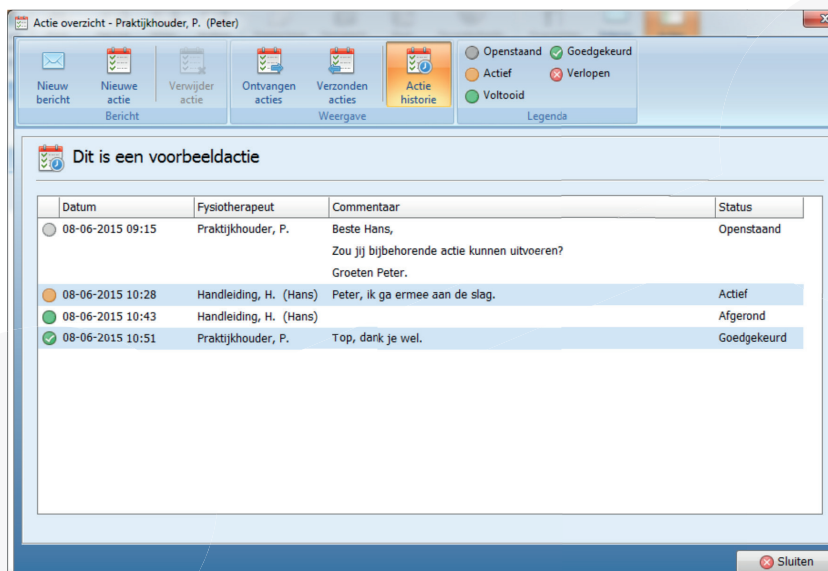 Actie overzicht - Praktijkhouder, P. (Peter)
Nieuw bericht
Nieuwe actie
Verwijder actie
Bericht
Ontvangen acties
Verzonden acties
Actie historie
Weergave
Openstaand
Goedgekeurd
Actief
Verlopen
Voltooid
Legenda
Dit is een voorbeeldactie
Datum Fysiotherapeut Commentaar Status
08-06-2015 09:15 Praktijkhouder, P. Beste Hans, Openstaand
Zou jij bijbehorende actie kunnen uitvoeren?
Groeten Peter.
08-06-2015 10:28 Handleiding, H. (Hans) Peter, ik ga ermee aan de slag. Actief
08-06-2015 10:43 Handleiding, H. (Hans) Afgerond
08-06-2015 10:51 Praktijkhouder, P. Top, dank je wel. Goedgekeurd
Sluiten